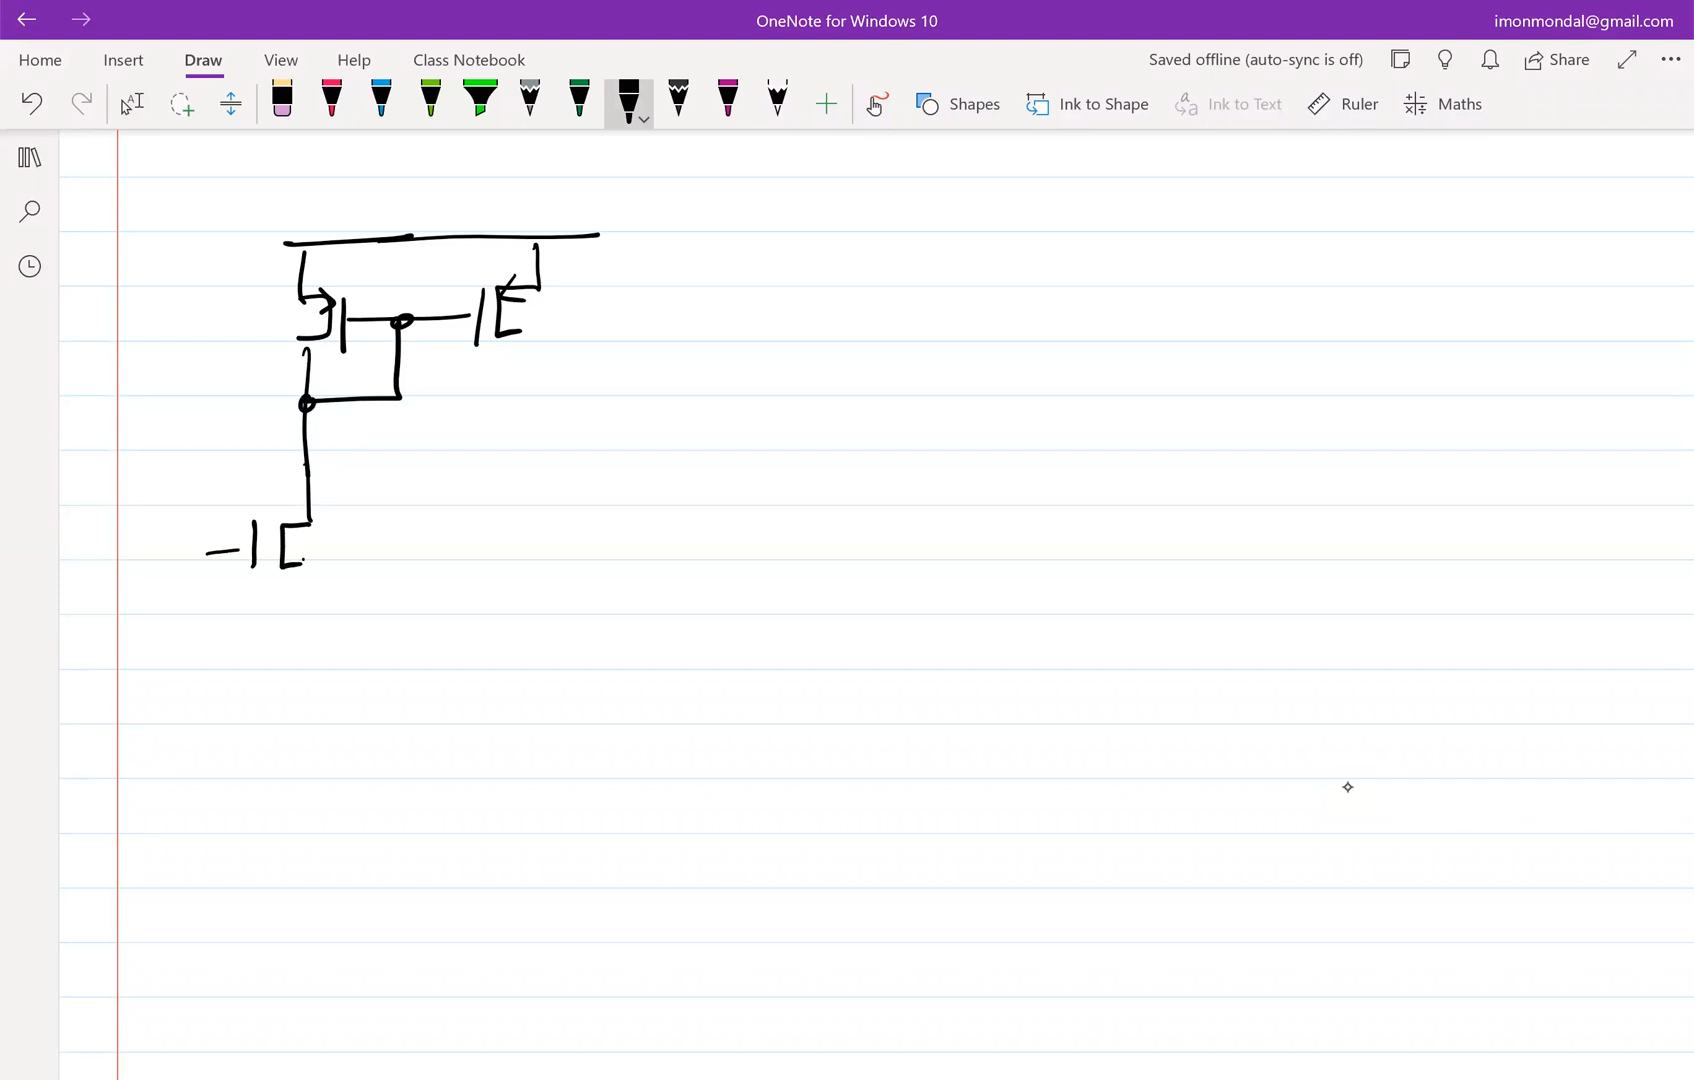 OneNote for Windows 10
imonmondal@gmail.com
Home Insert Draw View Help Class Notebook
Saved offline (auto-sync is off) Share
Shapes Ink to Shape Ink to Text Ruler Maths